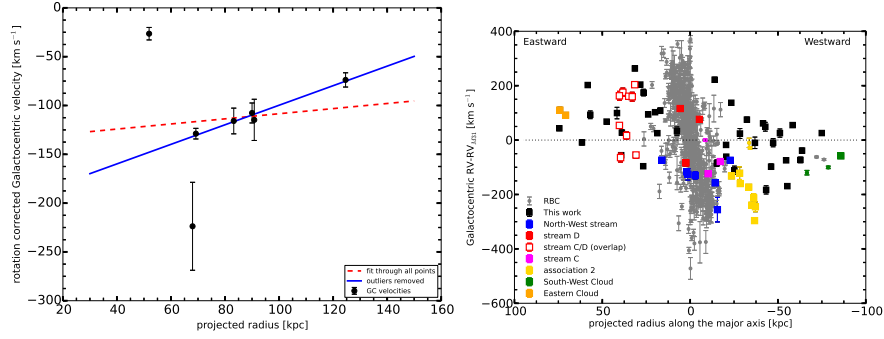 rotation corrected Galactocentric velocity [km s⁻¹]
0
−50
−100
−150
−200
−250
−300
20
40
60
80
100
120
140
160
projected radius [kpc]
fit through all points
outliers removed
GC velocities
Galactocentric RV-RV_M31 [km s⁻¹]
400
200
0
−200
−400
−600
Eastward
Westward
RBC
This work
North-West stream
stream D
stream C/D (overlap)
stream C
association 2
South-West Cloud
Eastern Cloud
100
50
0
−50
−100
projected radius along the major axis [kpc]